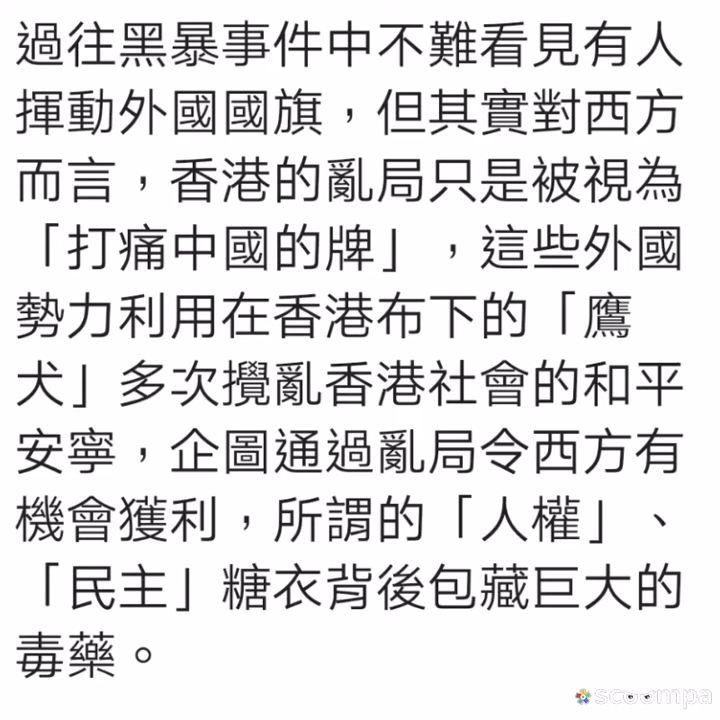 過往黑暴事件中不難看見有人
揮動外國國旗，但其實對西方
而言，香港的亂局只是被視為
「打痛中國的牌」，這些外國
勢力利用在香港布下的「鷹
犬」多次攪亂香港社會的和平
安寧，企圖通過亂局令西方有
機會獲利，所謂的「人權」、
「民主」糖衣背後包藏巨大的
毒藥。
scoompa